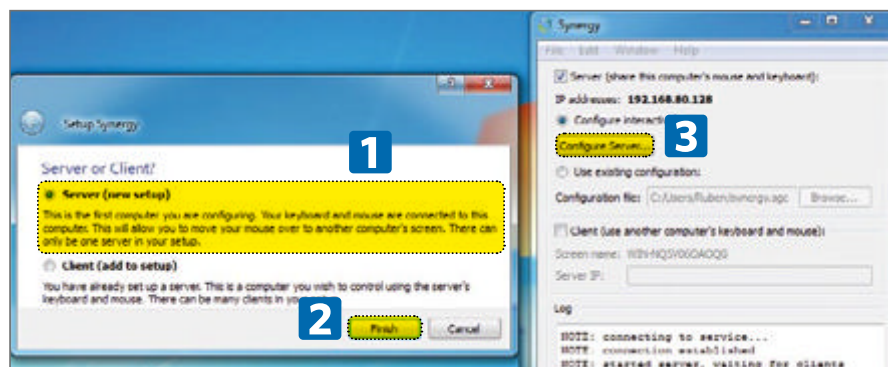 Setup Synergy
Server or Client?
Server (new setup)
This is the first computer you are configuring. Your keyboard and mouse are connected to this
computer. This will allow you to move your mouse over to another computer's screen. There can
only be one server in your setup.
Client (add to setup)
You have already set up a server. This is a computer you wish to control using the server's
keyboard and mouse. There can be many clients in
Finish
Cancel
1
2
Synergy
File Edit Window Help
Server (share this computer's mouse and keyboard):
IP addresses: 192.168.80.128
Configure
Configure Server...
3
Use existing configuration:
Configuration file: C:/Users/Ruben/synergy.sgc Browse...
Client (use another computer's keyboard and mouse):
Screen name:
Server IP:
Log
NOTE: connecting to service...
NOTE: connection established
NOTE: started server, waiting for clients